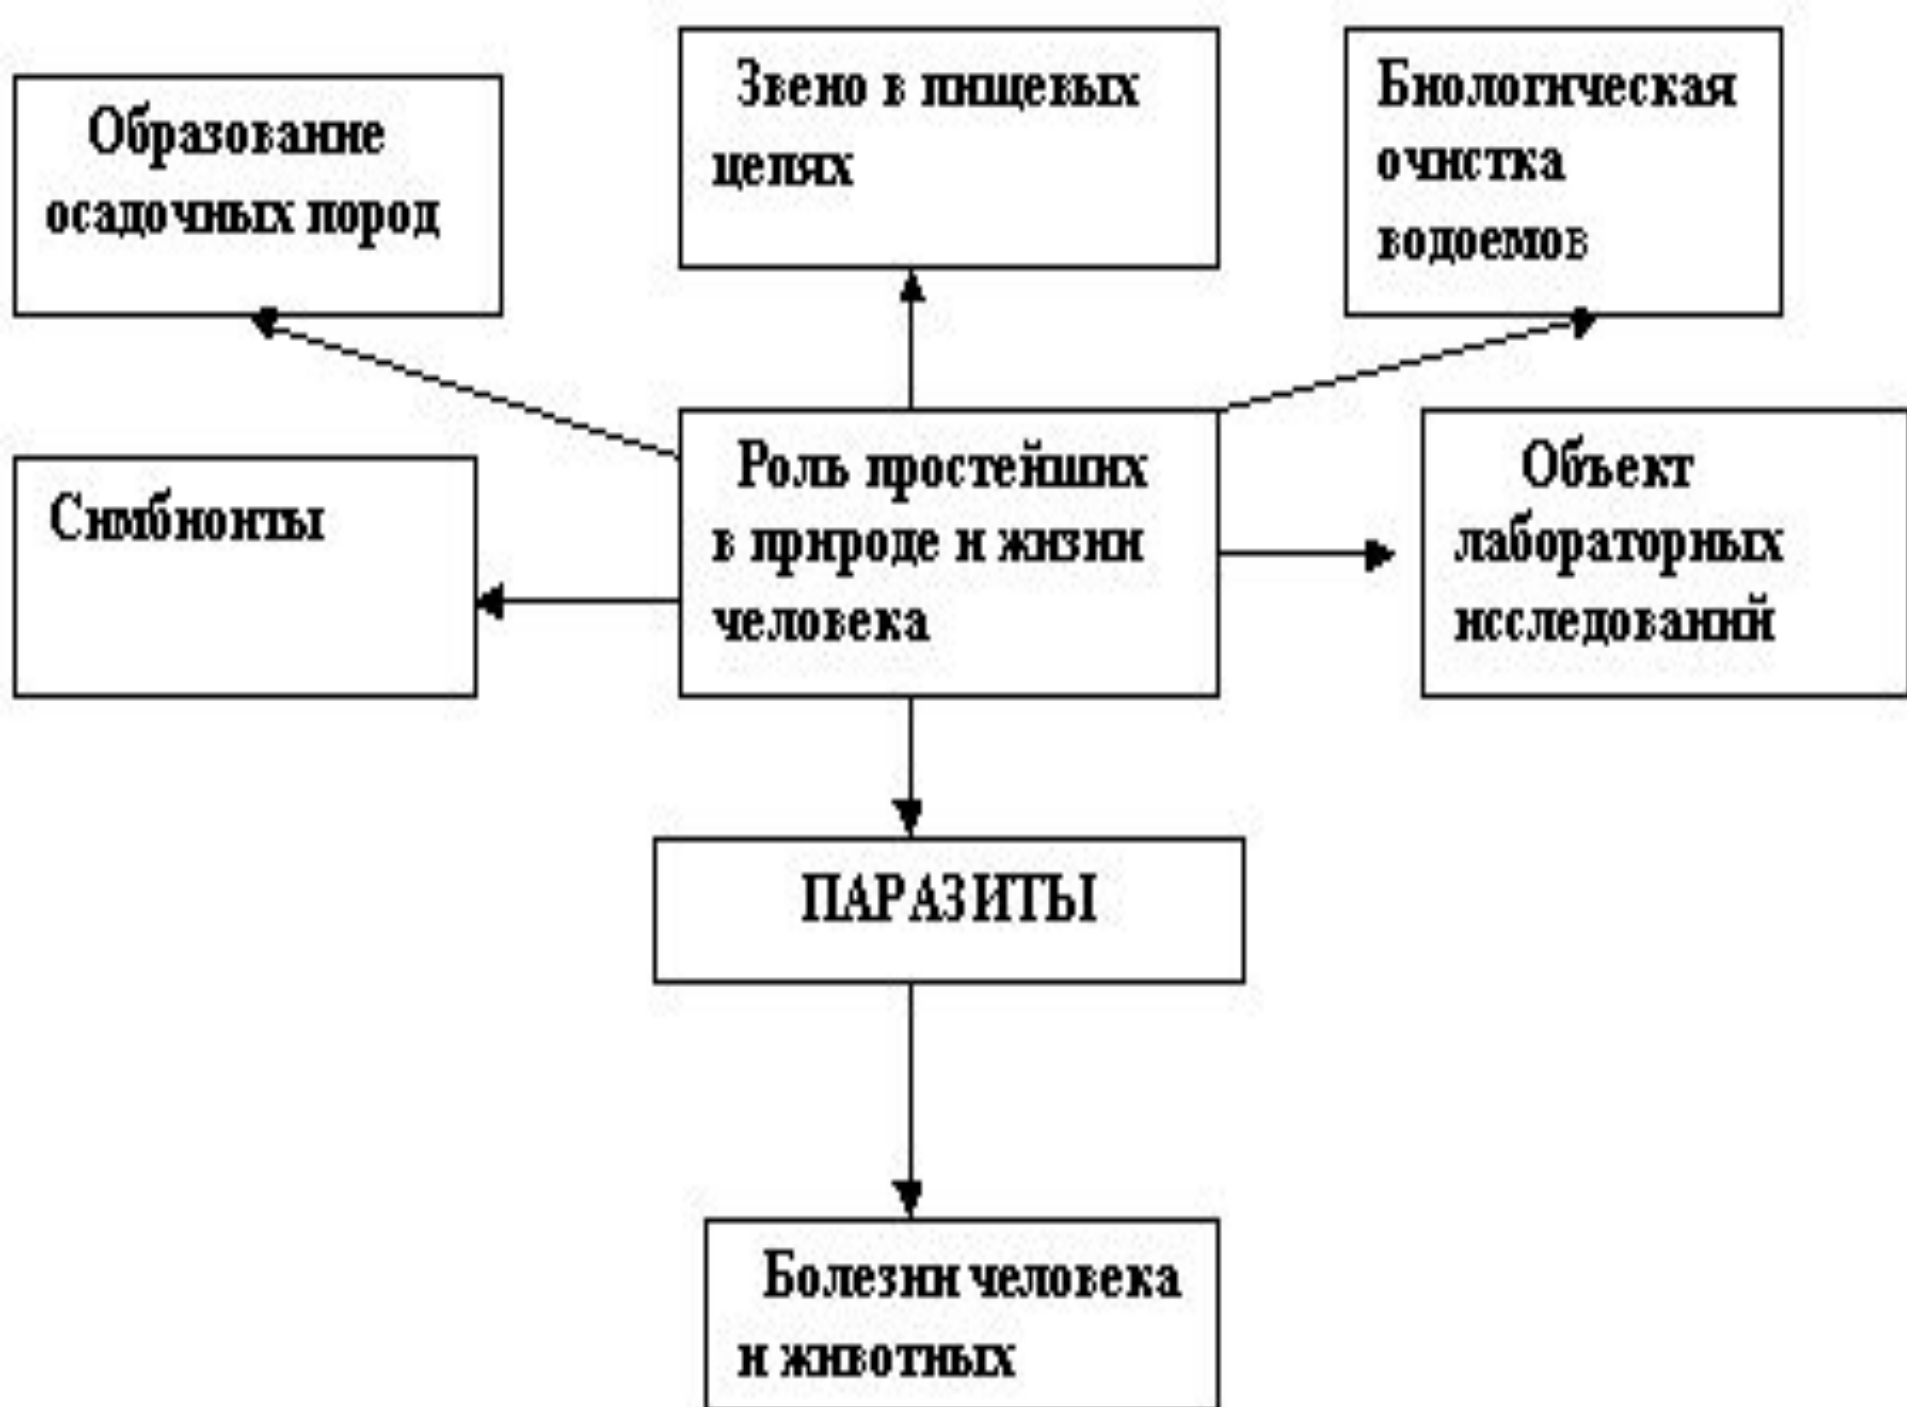 Образование
осадочных пород
Звено в пищевых
цепях
Биологическая
очистка
водоемов
Симбионты
Роль простейших
в природе и жизни
человека
Объект
лабораторных
исследований
ПАРАЗИТЫ
Болезни человека
и животных